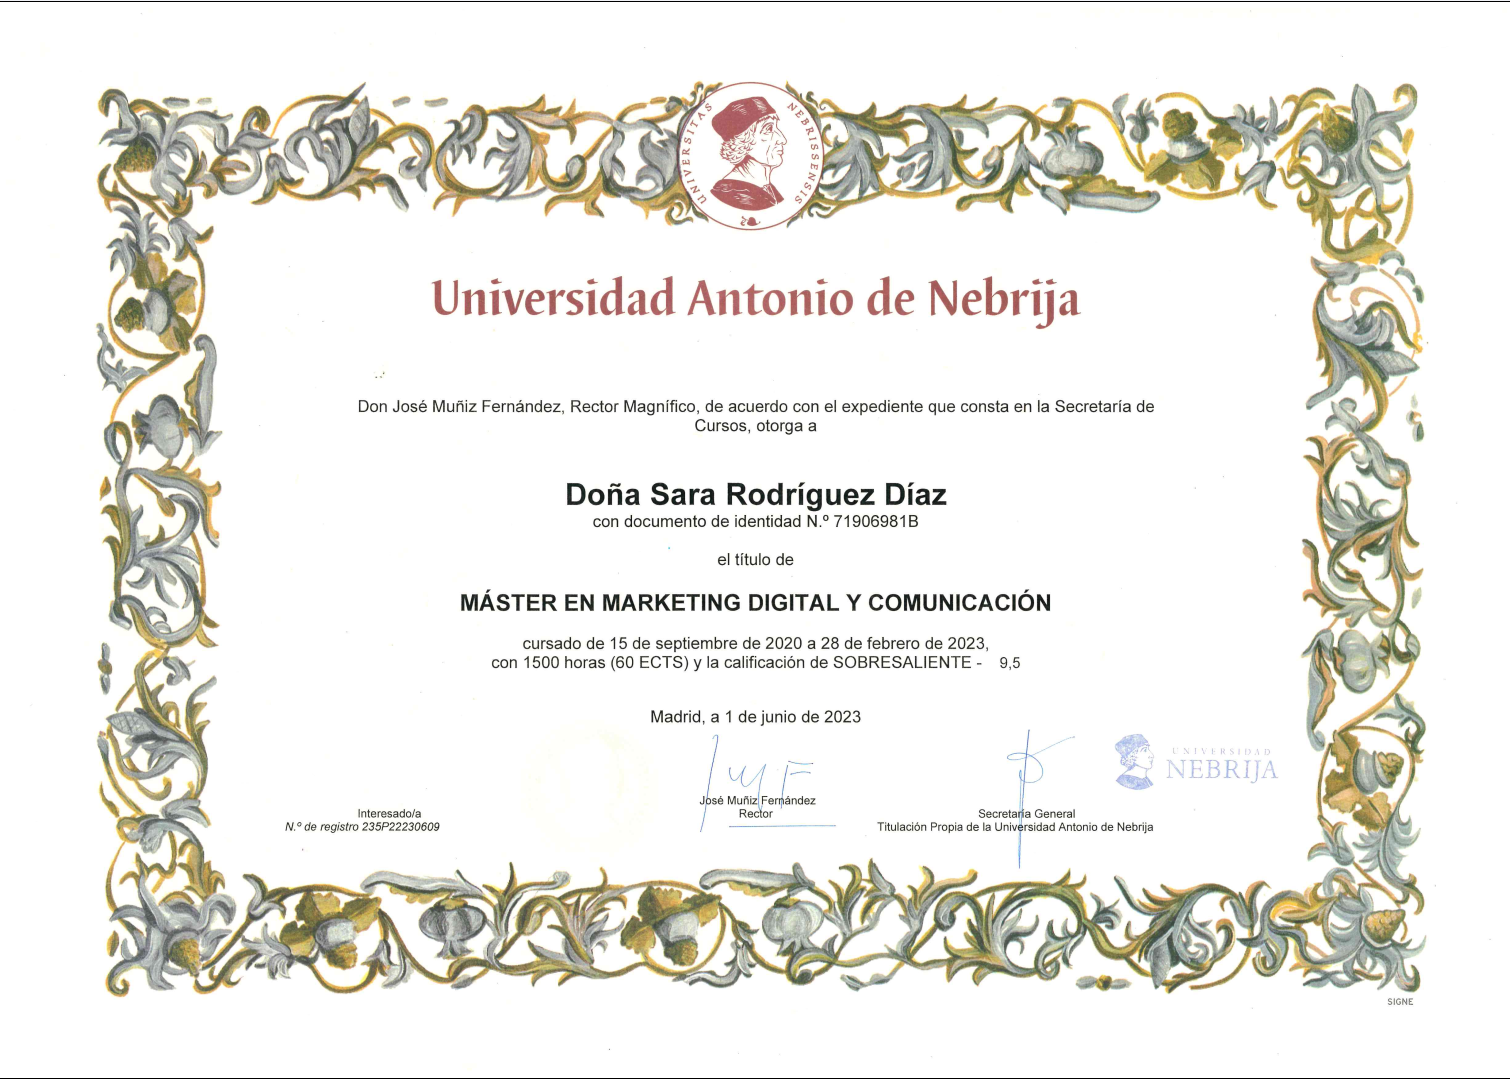 UNIVERSITAS NEBRISSENSIS
Universidad Antonio de Nebrija
Don José Muñiz Fernández, Rector Magnífico, de acuerdo con el expediente que consta en la Secretaría de
Cursos, otorga a
Doña Sara Rodríguez Díaz
con documento de identidad N.º 71906981B
el título de
MÁSTER EN MARKETING DIGITAL Y COMUNICACIÓN
cursado de 15 de septiembre de 2020 a 28 de febrero de 2023,
con 1500 horas (60 ECTS) y la calificación de SOBRESALIENTE - 9,5
Madrid, a 1 de junio de 2023
UNIVERSIDAD
NEBRIJA
José Muñiz Fernández
Rector
Interesado/a
N.º de registro 235P22230609
Secretaría General
Titulación Propia de la Universidad Antonio de Nebrija
SIGNE